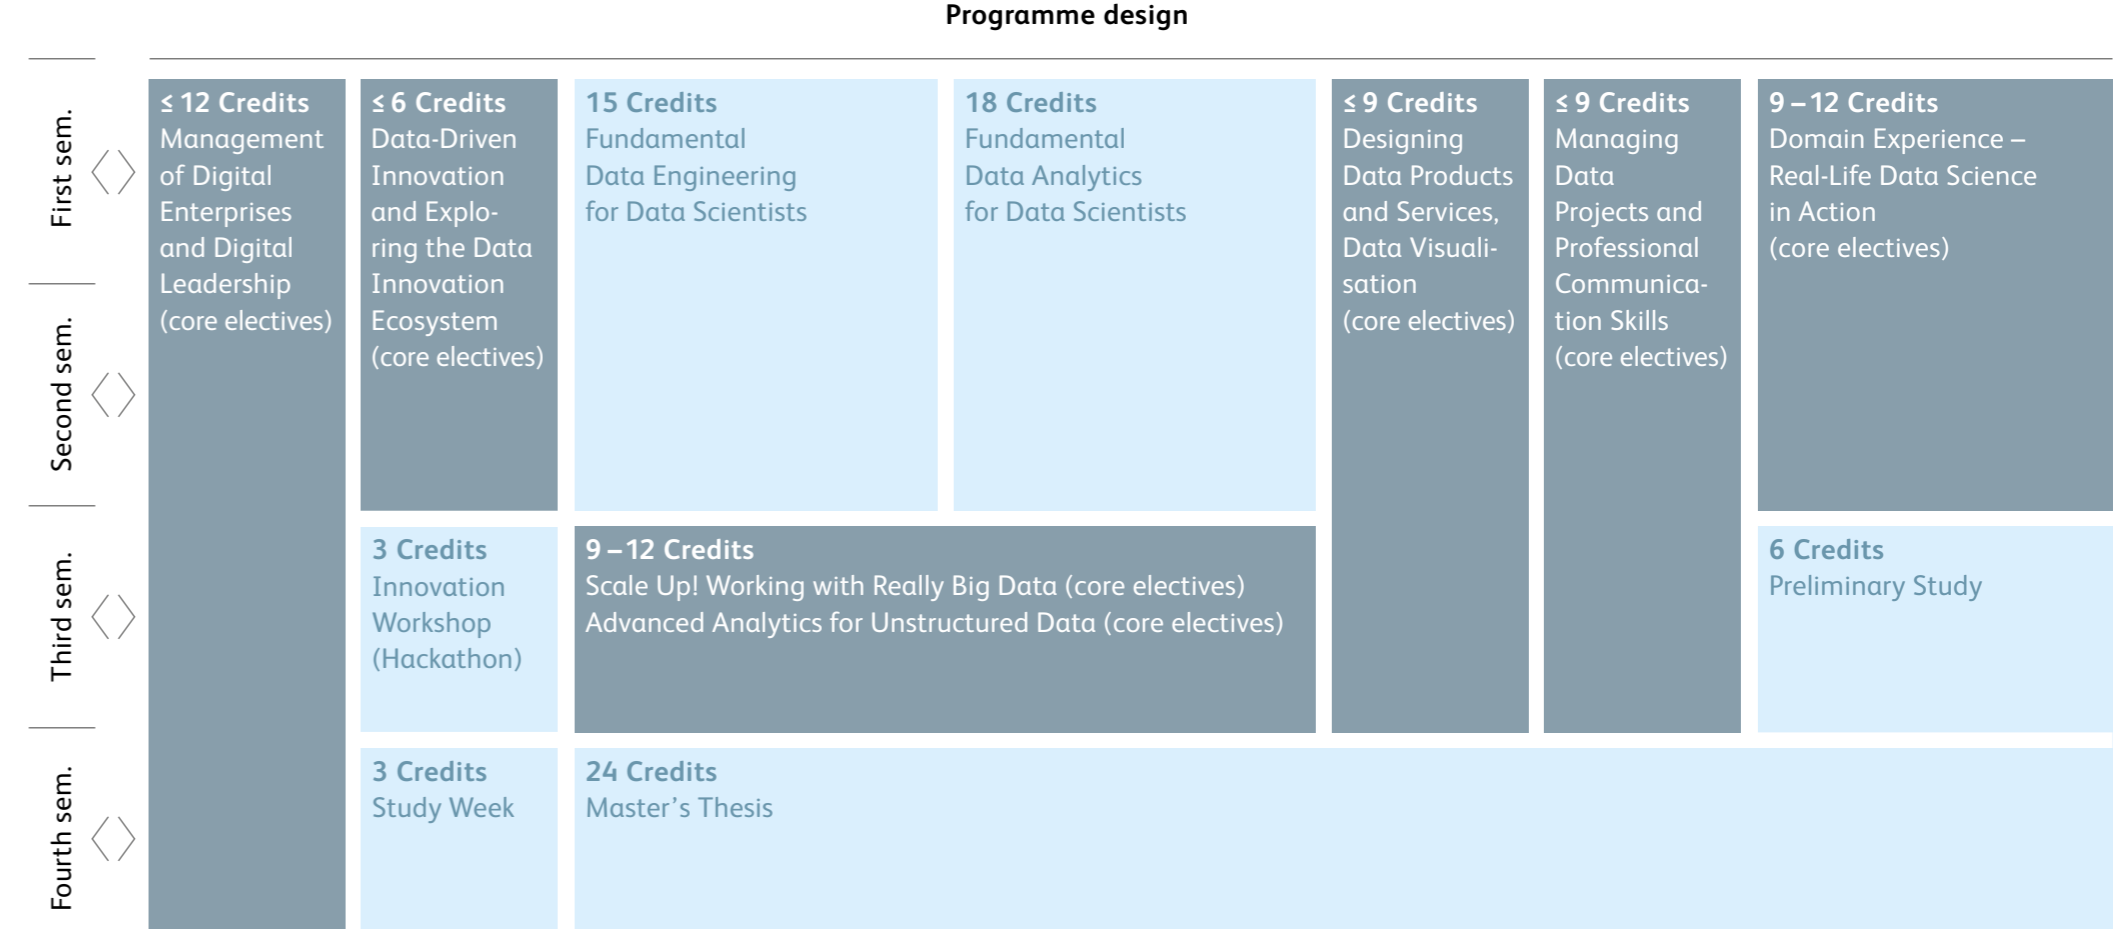 Programme design
First sem.
≤ 12 Credits
Management
of Digital
Enterprises
and Digital
Leadership
(core electives)
≤ 6 Credits
Data-Driven
Innovation
and Explo-
ring the Data
Innovation
Ecosystem
(core electives)
15 Credits
Fundamental
Data Engineering
for Data Scientists
18 Credits
Fundamental
Data Analytics
for Data Scientists
≤ 9 Credits
Designing
Data Products
and Services,
Data Visuali-
sation
(core electives)
≤ 9 Credits
Managing
Data
Projects and
Professional
Communica-
tion Skills
(core electives)
9 – 12 Credits
Domain Experience –
Real-Life Data Science
in Action
(core electives)
Second sem.
Third sem.
3 Credits
Innovation
Workshop
(Hackathon)
9 – 12 Credits
Scale Up! Working with Really Big Data (core electives)
Advanced Analytics for Unstructured Data (core electives)
6 Credits
Preliminary Study
Fourth sem.
3 Credits
Study Week
24 Credits
Master’s Thesis